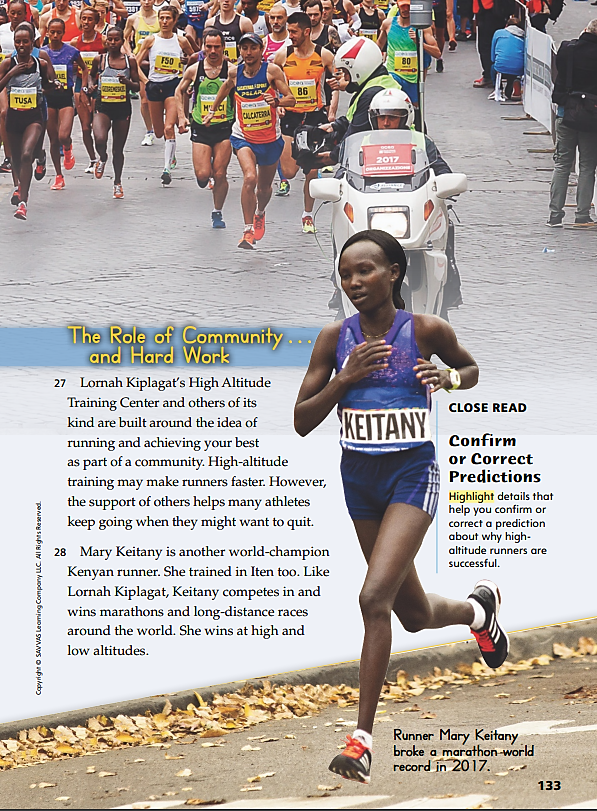 TUSA
F50
CALCATERRA
86
80
2017
The Role of Community . . .
and Hard Work
27 Lornah Kiplagat’s High Altitude
Training Center and others of its
kind are built around the idea of
running and achieving your best
as part of a community. High-altitude
training may make runners faster. However,
the support of others helps many athletes
keep going when they might want to quit.
28 Mary Keitany is another world-champion
Kenyan runner. She trained in Iten too. Like
Lornah Kiplagat, Keitany competes in and
wins marathons and long-distance races
around the world. She wins at high and
low altitudes.
KEITANY
CLOSE READ
Confirm
or Correct
Predictions
Highlight details that
help you confirm or
correct a prediction
about why high-
altitude runners are
successful.
Copyright © SAVVAS Learning Company LLC. All Rights Reserved.
Runner Mary Keitany
broke a marathon world
record in 2017.
133